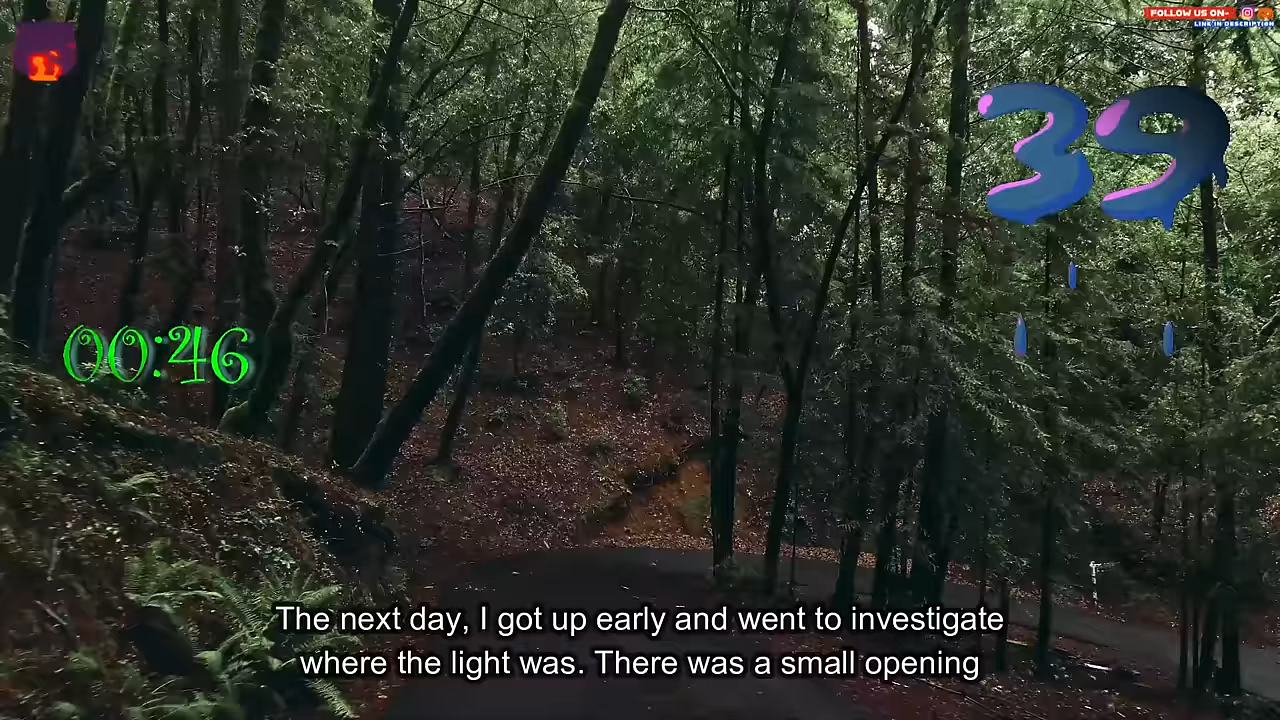 FOLLOW US ON-
LINK IN DESCRIPTION
39
00:46
The next day, I got up early and went to investigate
where the light was. There was a small opening